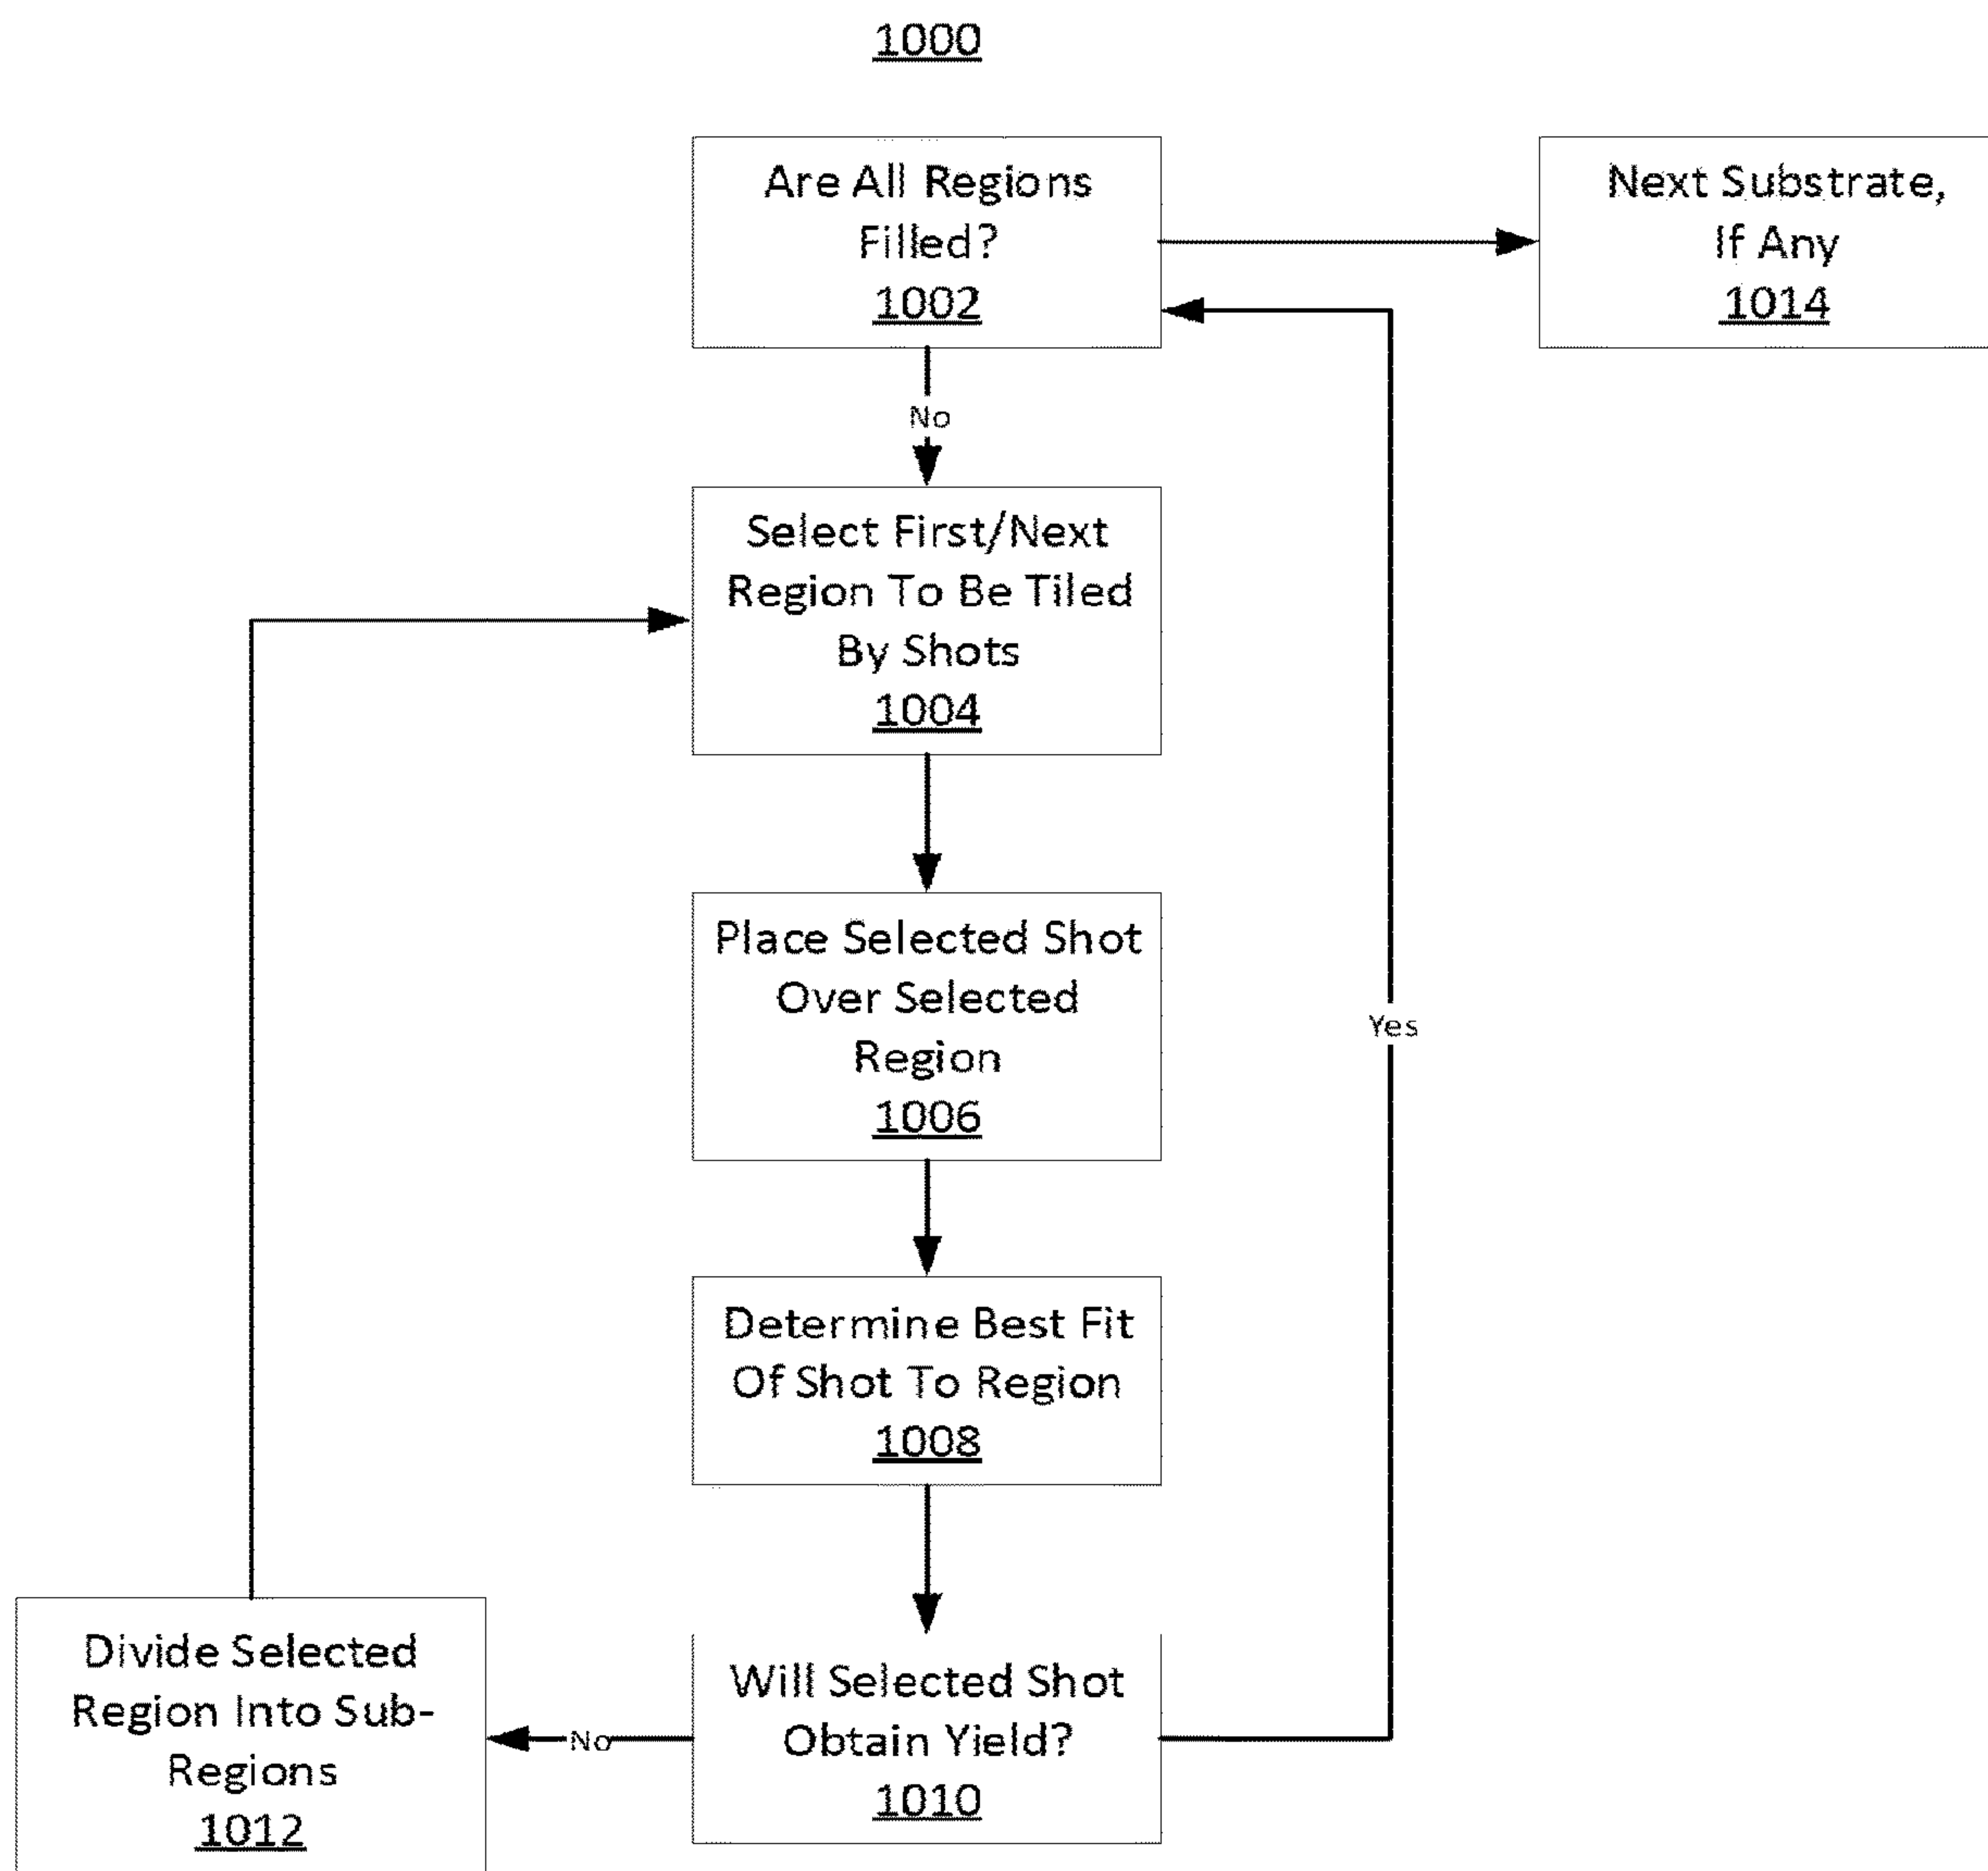 1000
Are All Regions
Filled?
1002
Next Substrate,
If Any
1014
No
Select First/Next
Region To Be Tiled
By Shots
1004
Place Selected Shot
Over Selected
Region
1006
Yes
Determine Best Fit
Of Shot To Region
1008
Divide Selected
Region Into Sub-
Regions
1012
No
Will Selected Shot
Obtain Yield?
1010